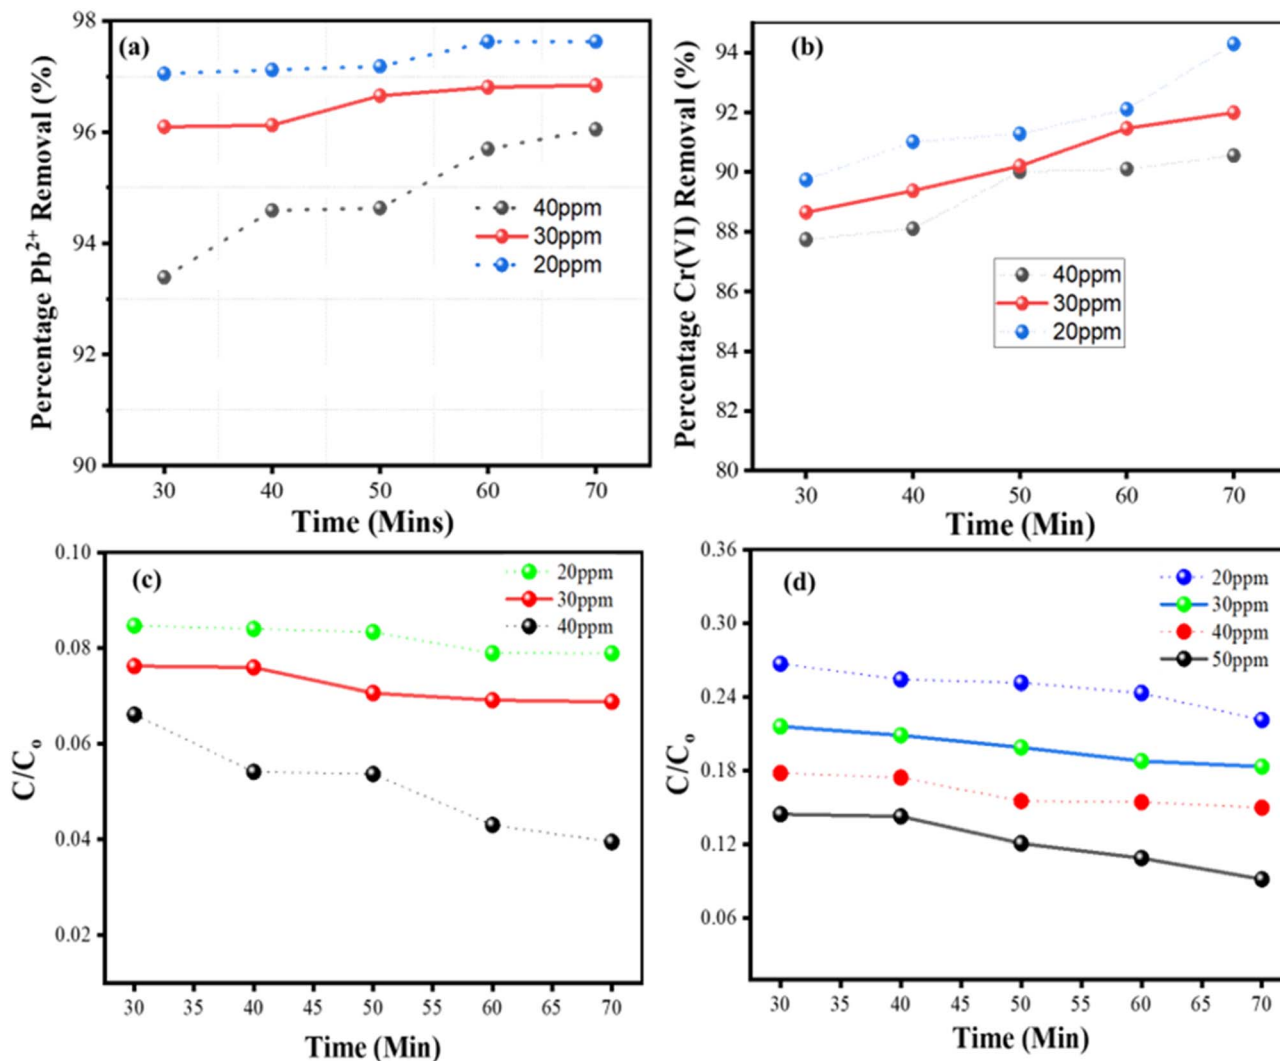 (a)
Percentage Pb²⁺ Removal (%)
98
96
94
92
90
40ppm
30ppm
20ppm
30 40 50 60 70
Time (Mins)
(b)
Percentage Cr(VI) Removal (%)
94
92
90
88
86
84
82
80
40ppm
30ppm
20ppm
30 40 50 60 70
Time (Min)
(c)
C/Cₒ
0.10
0.08
0.06
0.04
0.02
20ppm
30ppm
40ppm
30 35 40 45 50 55 60 65 70
Time (Min)
(d)
C/Cₒ
0.36
0.30
0.24
0.18
0.12
0.06
20ppm
30ppm
40ppm
50ppm
30 35 40 45 50 55 60 65 70
Time (Min)